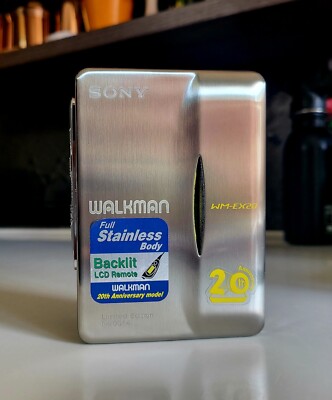 SONY
WALKMAN
WM-EX20
Full
Stainless
Body
Backlit
LCD Remote
WALKMAN
20th Anniversary model
20